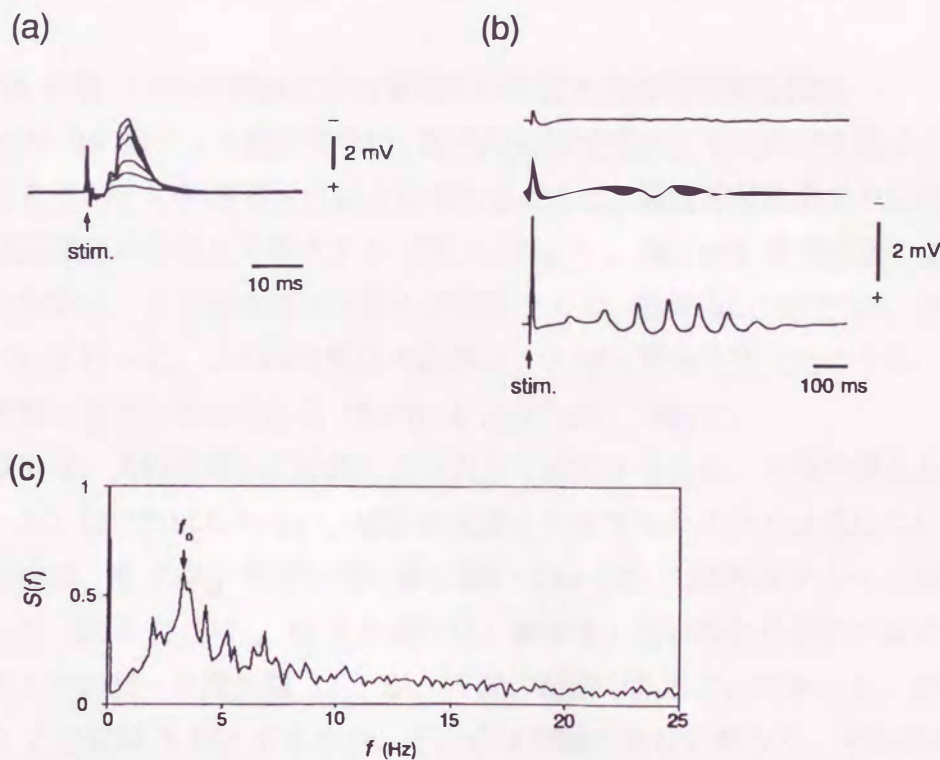 (a)
−
2 mV
+
stim.
10 ms
(b)
−
2 mV
+
stim.
100 ms
(c)
1
0.5
0
S(f)
f₀
0
5
10
15
20
25
f (Hz)